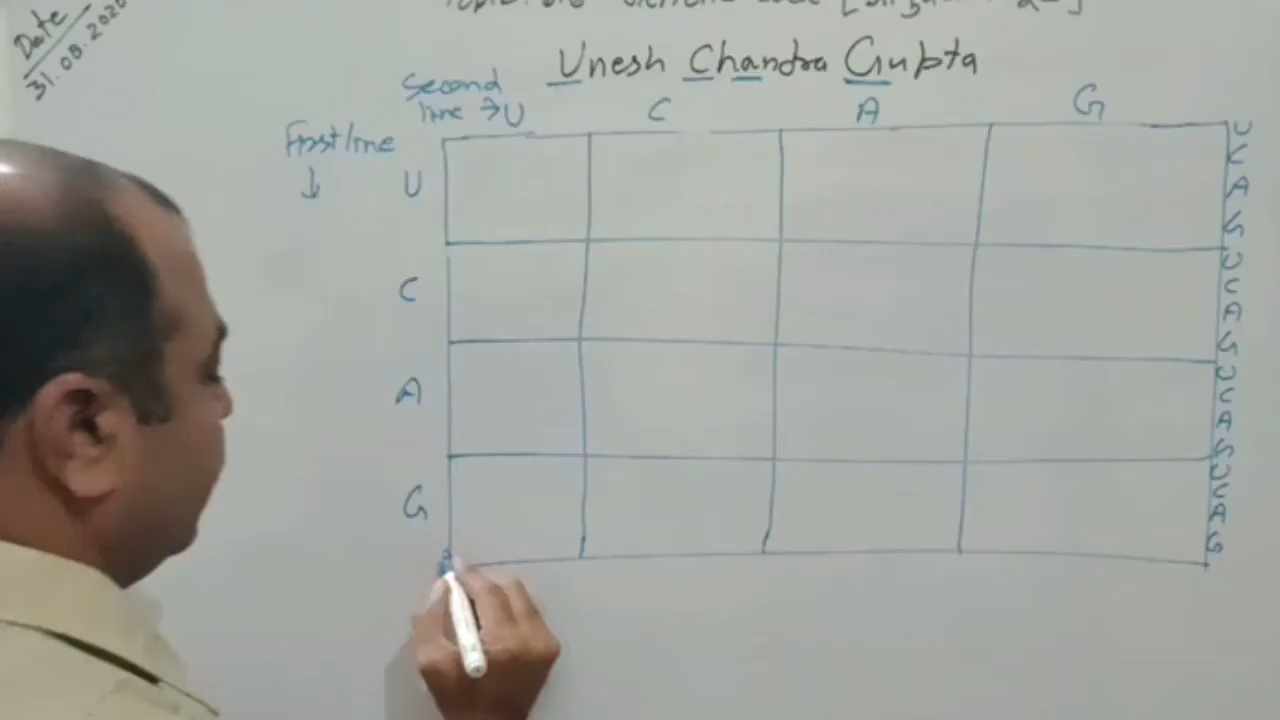 Date
31.08.2020
Unesh Chandra Gupta
Second
line → U C A G
First line
↓
U
C
A
G
U
C
A
G
U
C
A
G
U
C
A
G
U
C
A
G